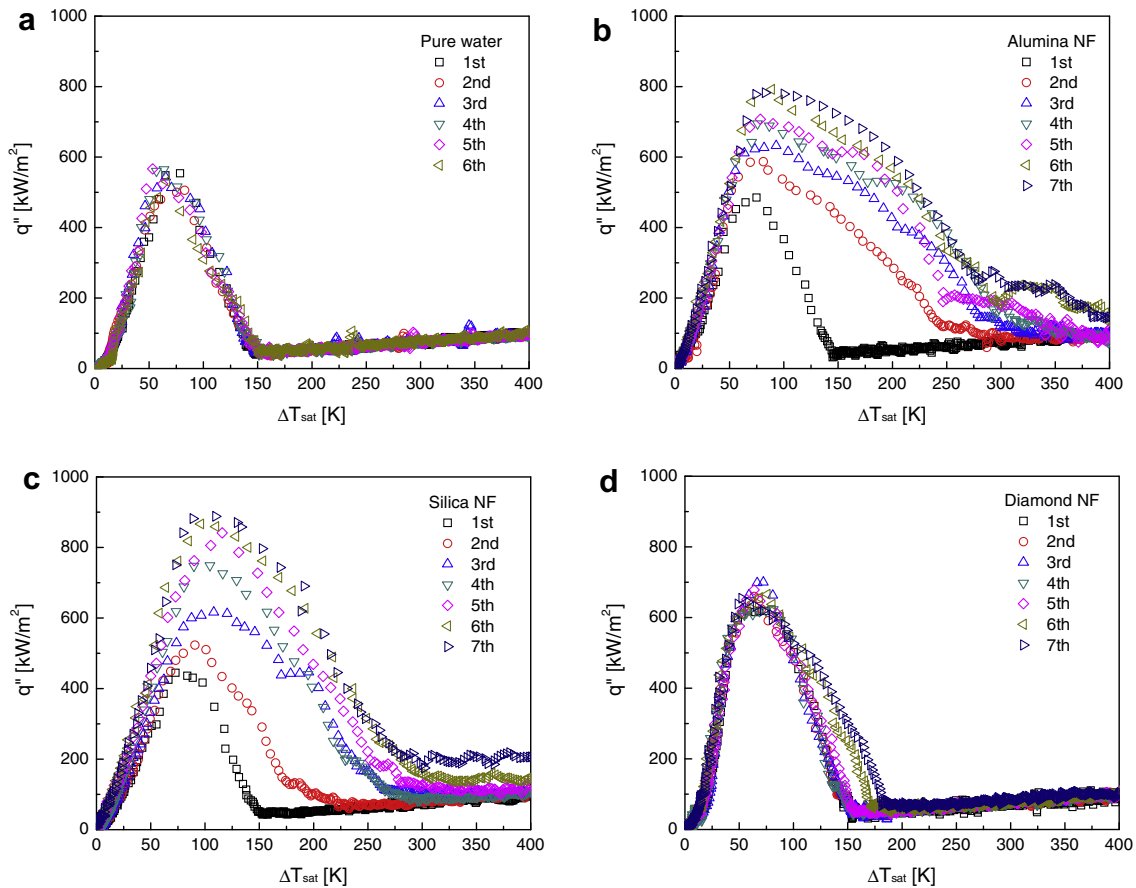 a
Pure water
1st
2nd
3rd
4th
5th
6th
q" [kW/m²]
1000
800
600
400
200
0
0 50 100 150 200 250 300 350 400
ΔTsat [K]
b
Alumina NF
1st
2nd
3rd
4th
5th
6th
7th
q" [kW/m²]
1000
800
600
400
200
0
0 50 100 150 200 250 300 350 400
ΔTsat [K]
c
Silica NF
1st
2nd
3rd
4th
5th
6th
7th
q" [kW/m²]
1000
800
600
400
200
0
0 50 100 150 200 250 300 350 400
ΔTsat [K]
d
Diamond NF
1st
2nd
3rd
4th
5th
6th
7th
q" [kW/m²]
1000
800
600
400
200
0
0 50 100 150 200 250 300 350 400
ΔTsat [K]